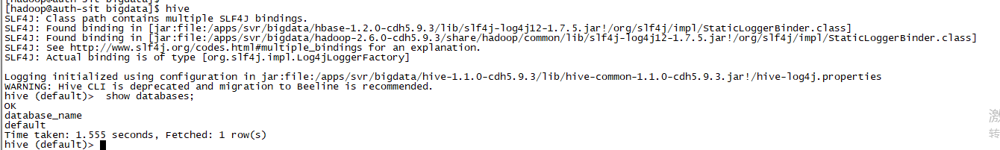 [hadoop@auth-sit bigdata]$
[hadoop@auth-sit bigdata]$ hive
SLF4J: Class path contains multiple SLF4J bindings.
SLF4J: Found binding in [jar:file:/apps/svr/bigdata/hbase-1.2.0-cdh5.9.3/lib/slf4j-log4j12-1.7.5.jar!/org/slf4j/impl/StaticLoggerBinder.class]
SLF4J: Found binding in [jar:file:/apps/svr/bigdata/hadoop-2.6.0-cdh5.9.3/share/hadoop/common/lib/slf4j-log4j12-1.7.5.jar!/org/slf4j/impl/StaticLoggerBinder.class]
SLF4J: See http://www.slf4j.org/codes.html#multiple_bindings for an explanation.
SLF4J: Actual binding is of type [org.slf4j.impl.Log4jLoggerFactory]
Logging initialized using configuration in jar:file:/apps/svr/bigdata/hive-1.1.0-cdh5.9.3/lib/hive-common-1.1.0-cdh5.9.3.jar!/hive-log4j.properties
WARNING: Hive CLI is deprecated and migration to Beeline is recommended.
hive (default)>  show databases;
OK
database_name
default
Time taken: 1.555 seconds, Fetched: 1 row(s)
hive (default)>
激
转